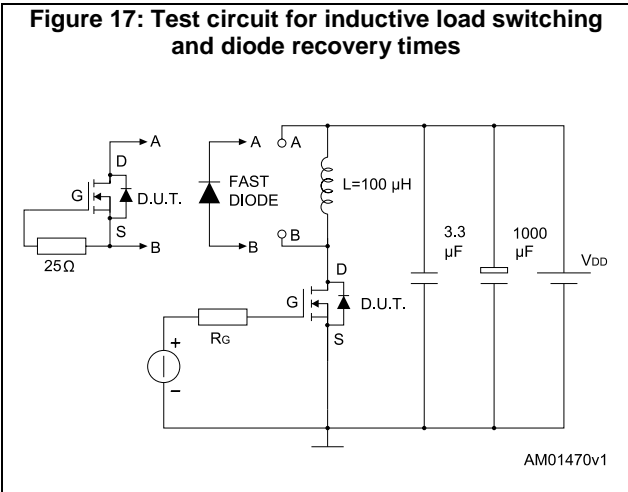 Figure 17: Test circuit for inductive load switching
and diode recovery times
A
D
G
D.U.T.
S
B
25Ω
A
FAST
DIODE
B
A
L=100 µH
B
3.3
µF
1000
µF
VDD
D
G
D.U.T.
S
RG
+
−
AM01470v1